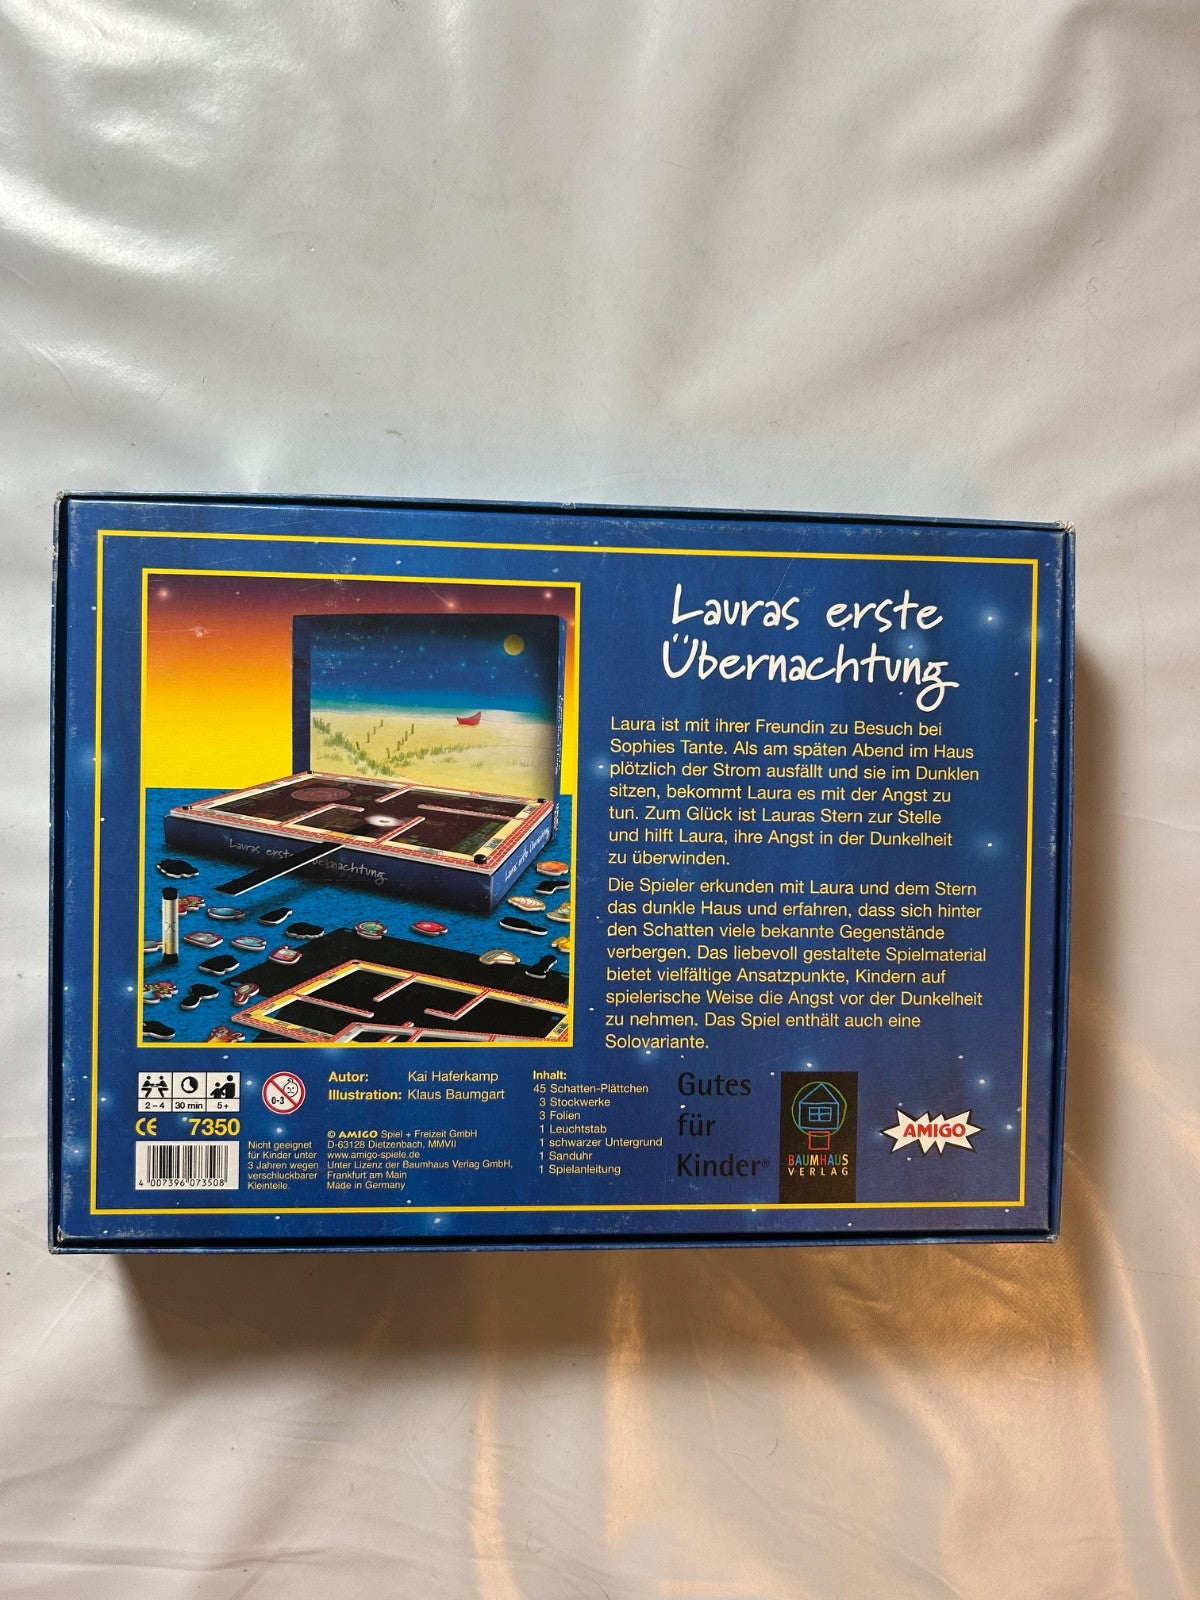 Lauras erste
Übernachtung
Laura ist mit ihrer Freundin zu Besuch bei
Sophies Tante. Als am späten Abend im Haus
plötzlich der Strom ausfällt und sie im Dunklen
sitzen, bekommt Laura es mit der Angst zu
tun. Zum Glück ist Lauras Stern zur Stelle
und hilft Laura, ihre Angst in der Dunkelheit
zu überwinden.
Die Spieler erkunden mit Laura und dem Stern
das dunkle Haus und erfahren, dass sich hinter
den Schatten viele bekannte Gegenstände
verbergen. Das liebevoll gestaltete Spielmaterial
bietet vielfältige Ansatzpunkte, Kindern auf
spielerische Weise die Angst vor der Dunkelheit
zu nehmen. Das Spiel enthält auch eine
Solovariante.
Lauras erste Übernachtung
Lauras erste Übernachtung
2 – 4
30 min
5+
0-3
CE 7350
4 007396 073508
Nicht geeignet
für Kinder unter
3 Jahren wegen
verschluckbarer
Kleinteile.
Autor: Kai Haferkamp
Illustration: Klaus Baumgart
© AMIGO Spiel + Freizeit GmbH
D-63128 Dietzenbach, MMVII
www.amigo-spiele.de
Unter Lizenz der Baumhaus Verlag GmbH,
Frankfurt am Main
Made in Germany
Inhalt:
45 Schatten-Plättchen
3 Stockwerke
3 Folien
1 Leuchtstab
1 schwarzer Untergrund
1 Sanduhr
1 Spielanleitung
Gutes
für
Kinder®
BAUMHAUS
VERLAG
AMIGO